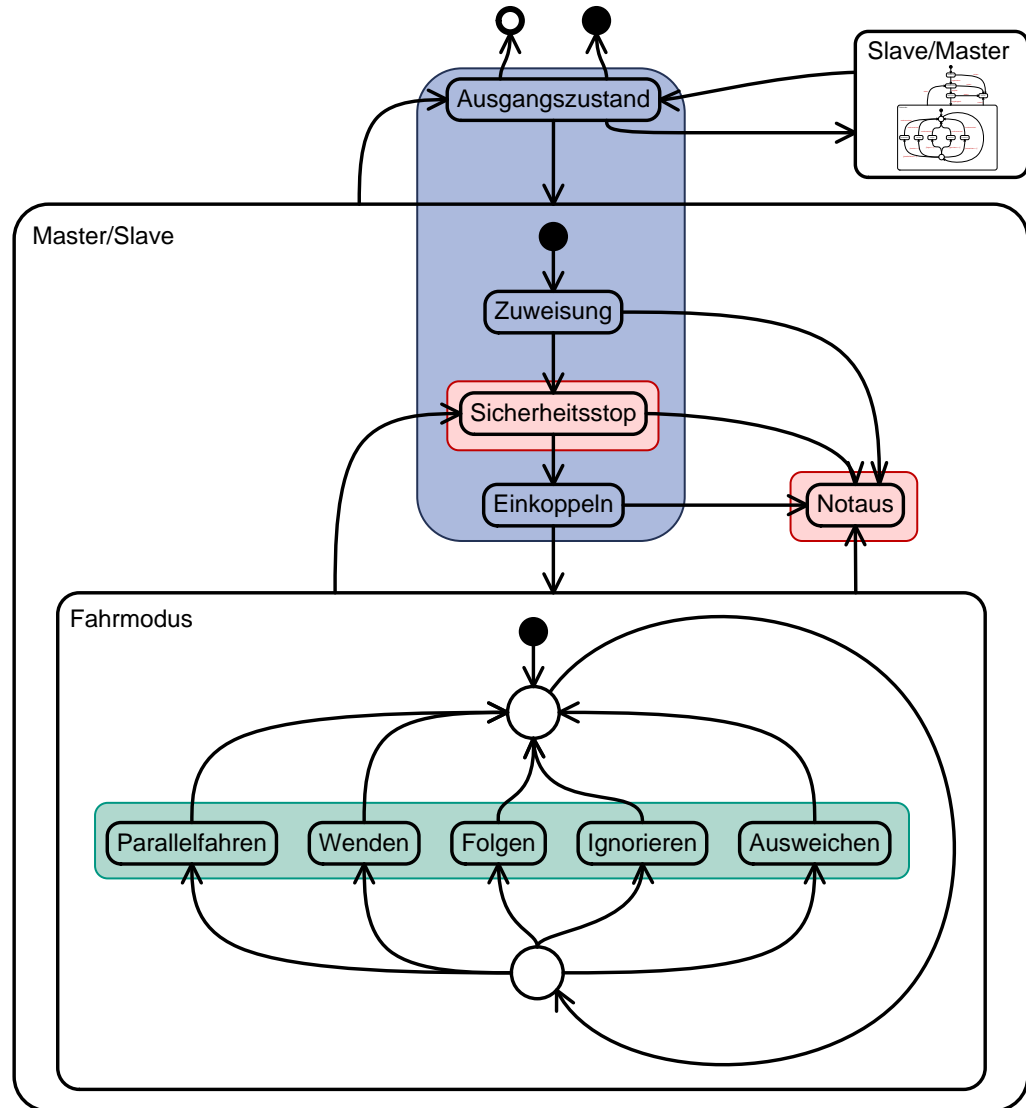 Slave/Master
Ausgangszustand
Master/Slave
Zuweisung
Sicherheitsstop
Einkoppeln
Notaus
Fahrmodus
Parallelfahren
Wenden
Folgen
Ignorieren
Ausweichen